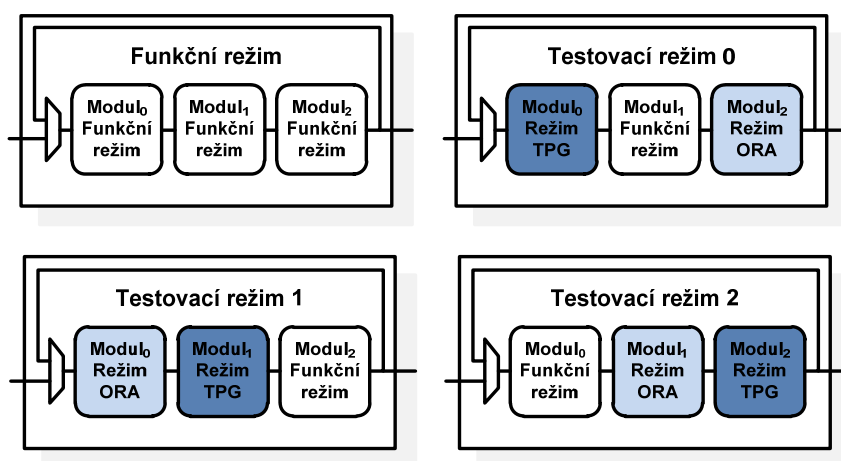 Funkční režim
Modul₀ Modul₁ Modul₂
Funkční Funkční Funkční
režim režim režim
Testovací režim 0
Modul₀ Modul₁ Modul₂
Režim Funkční Režim
TPG režim ORA
Testovací režim 1
Modul₀ Modul₁ Modul₂
Režim Režim Funkční
ORA TPG režim
Testovací režim 2
Modul₀ Modul₁ Modul₂
Funkční Režim Režim
režim ORA TPG